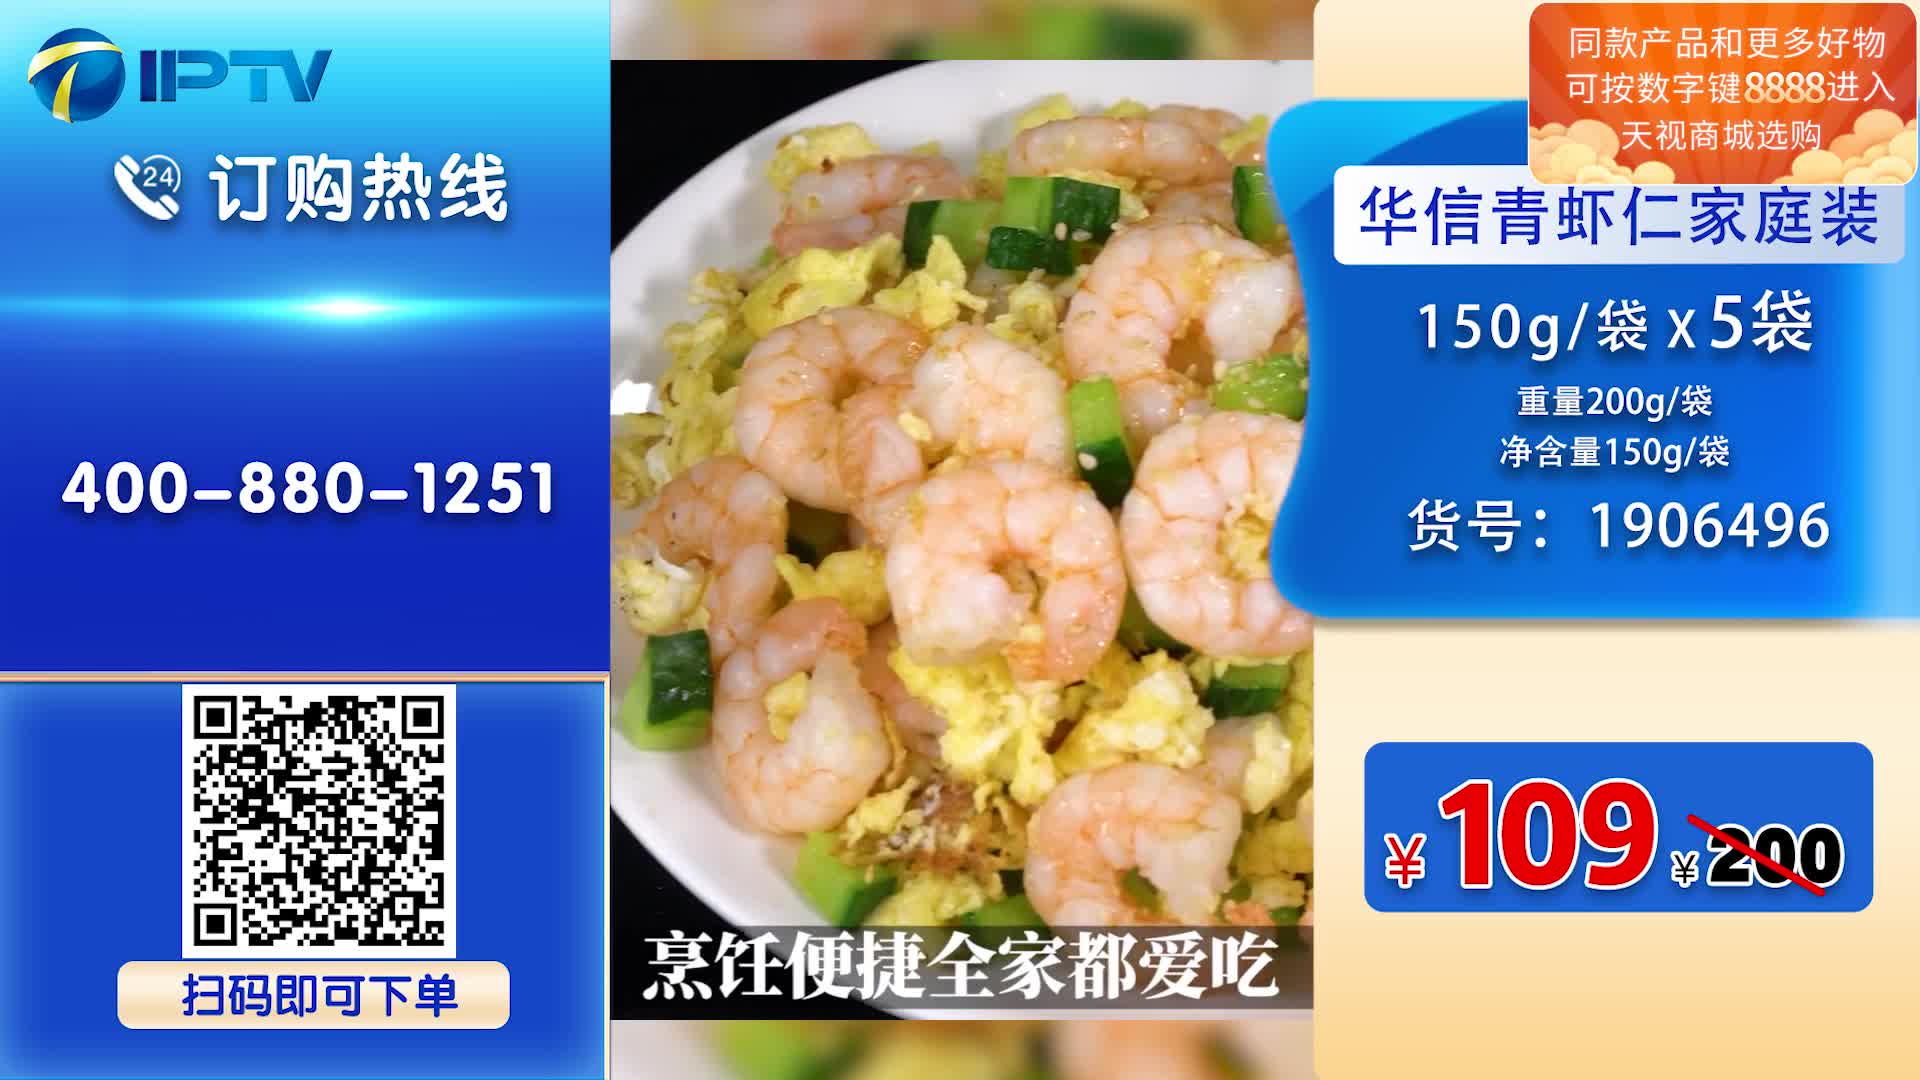 IPTV
24
订购热线
400-880-1251
扫码即可下单
烹饪便捷全家都爱吃
同款产品和更多好物
可按数字键8888进入
天视商城选购
华信青虾仁家庭装
150g/袋 x 5袋
重量200g/袋
净含量150g/袋
货号：1906496
¥109 ¥200